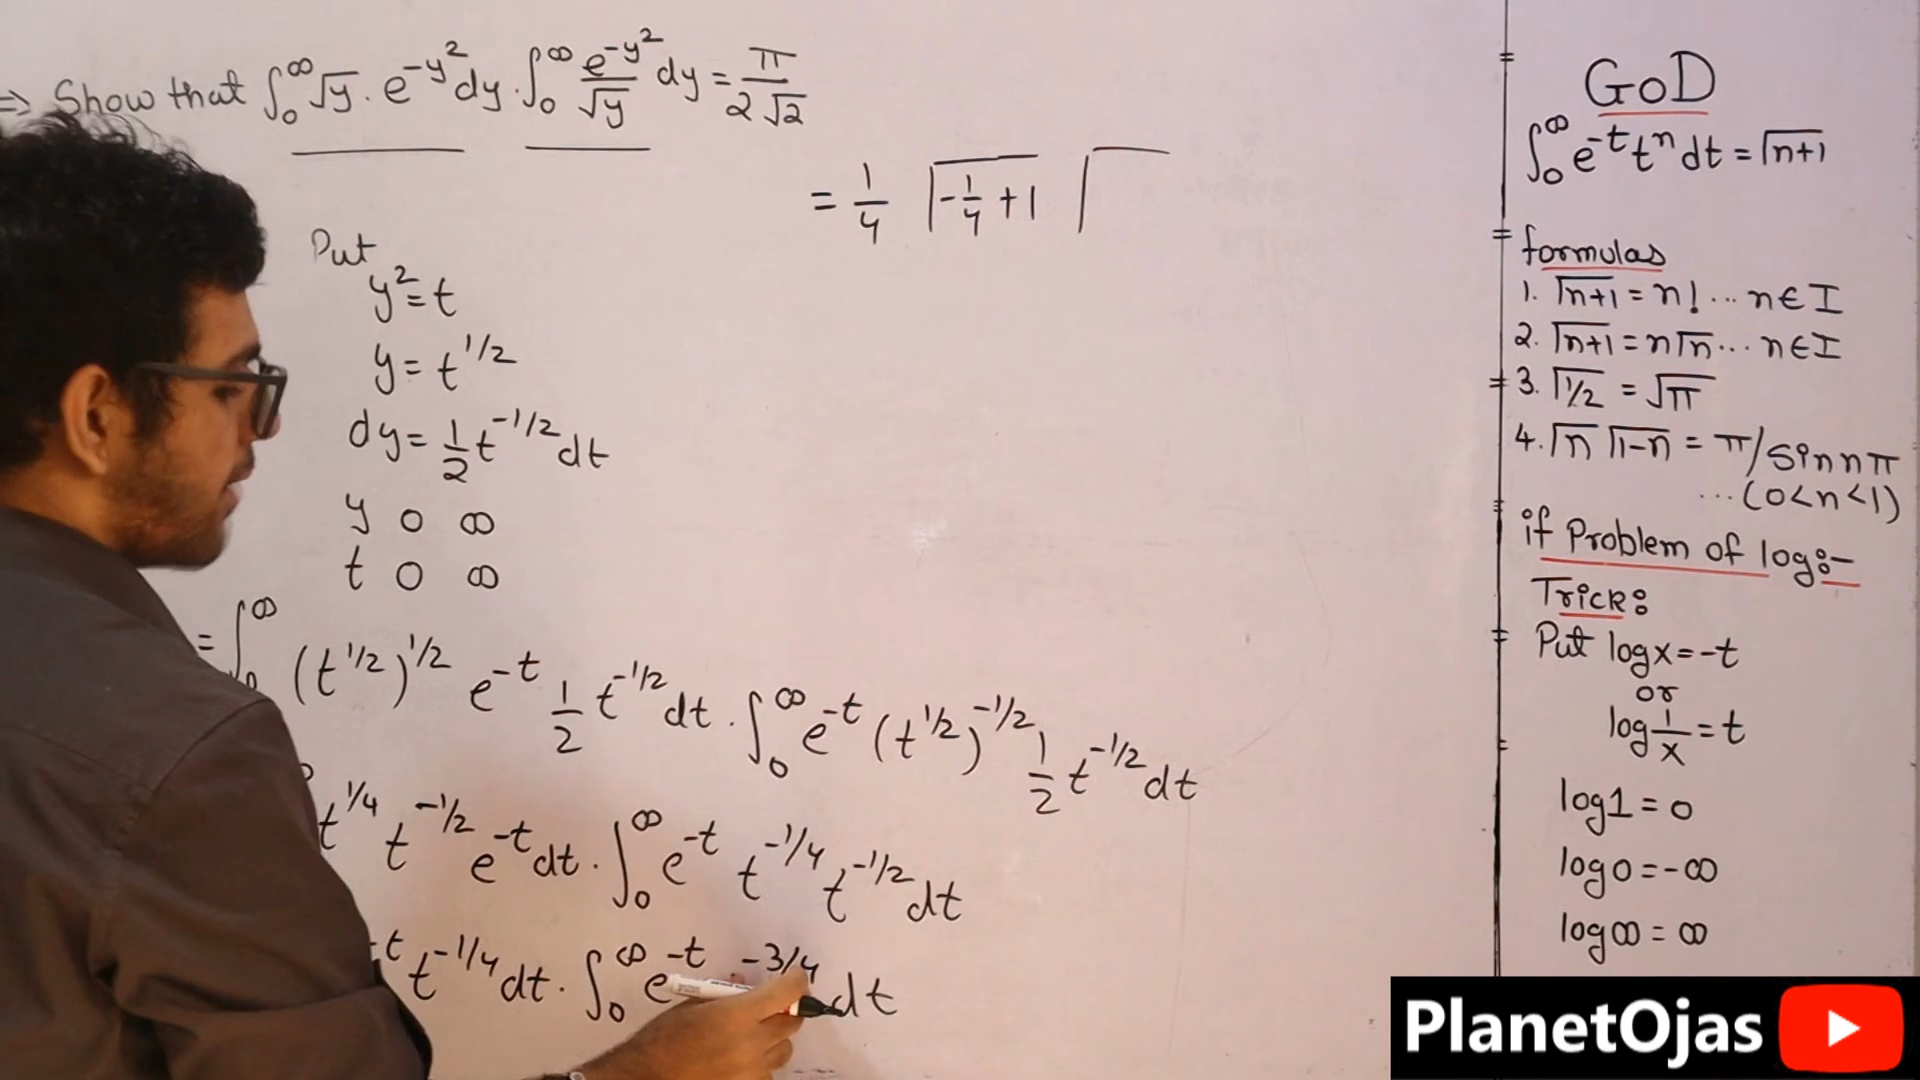 => Show that ∫₀^∞ √y . e^{-y²} dy . ∫₀^∞ e^{-y²}/√y dy = π/(2√2)
= 1/4 Γ(-1/4 + 1) Γ
Put
y² = t
y = t^{1/2}
dy = 1/2 t^{-1/2} dt
y 0 ∞
t 0 ∞
= ∫₀^∞ (t^{1/2})^{1/2} e^{-t} 1/2 t^{-1/2} dt . ∫₀^∞ e^{-t} (t^{1/2})^{-1/2} 1/2 t^{-1/2} dt
t^{1/4} t^{-1/2} e^{-t} dt . ∫₀^∞ e^{-t} t^{-1/4} t^{-1/2} dt
-t t^{-1/4} dt . ∫₀^∞ e^{-t} -3/4 dt
GOD
∫₀^∞ e^{-t} t^n dt = Γ(n+1)
formulas
1. Γ(n+1) = n! ... n∈I
2. Γ(n+1) = nΓn ... n∈I
3. Γ(1/2) = √π
4. Γn Γ(1-n) = π/sin nπ
...(0<n<1)
if Problem of log:-
Trick:
Put log x = -t
or
log 1/x = t
log 1 = 0
log 0 = -∞
log ∞ = ∞
PlanetOjas